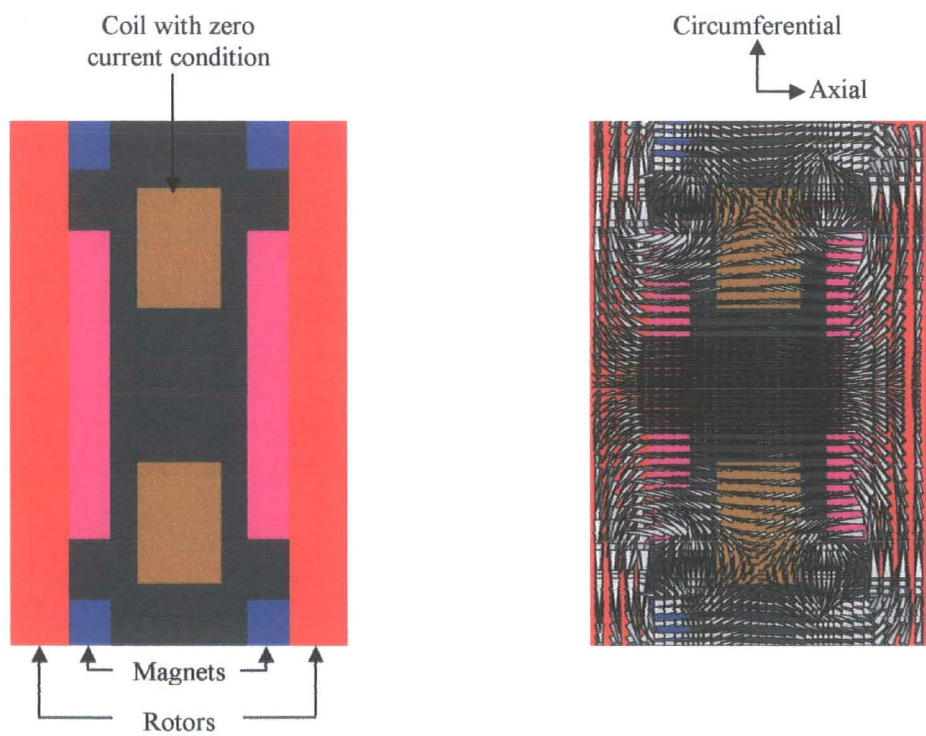 Coil with zero
current condition
Circumferential
Axial
Magnets
Rotors